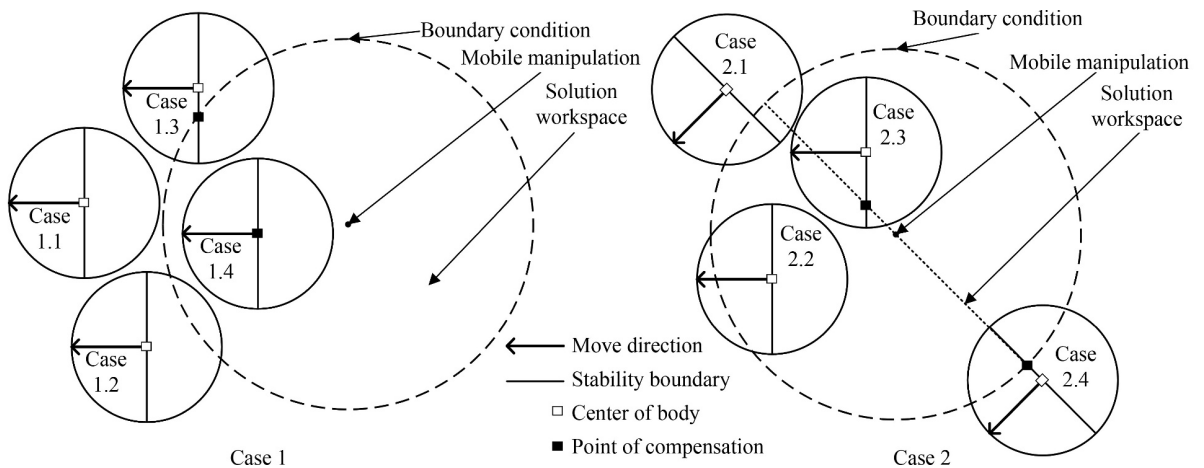 Boundary condition
Mobile manipulation
Solution
workspace
Case
1.3
Case
1.1
Case
1.4
Case
1.2
Case 1
Move direction
Stability boundary
Center of body
Point of compensation
Boundary condition
Mobile manipulation
Solution
workspace
Case
2.1
Case
2.3
Case
2.2
Case
2.4
Case 2